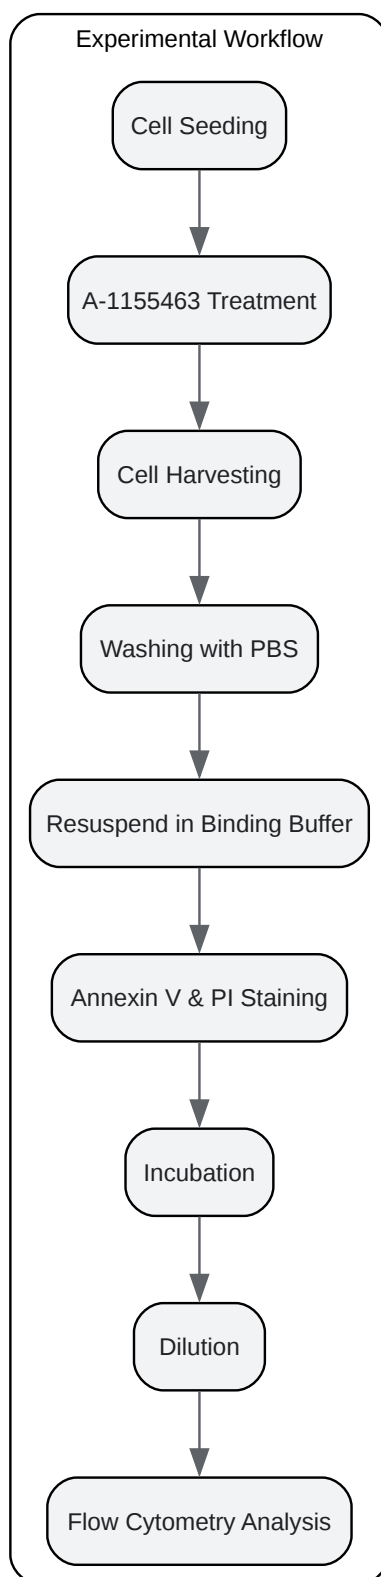 Experimental Workflow
Cell Seeding
A-1155463 Treatment
Cell Harvesting
Washing with PBS
Resuspend in Binding Buffer
Annexin V & PI Staining
Incubation
Dilution
Flow Cytometry Analysis